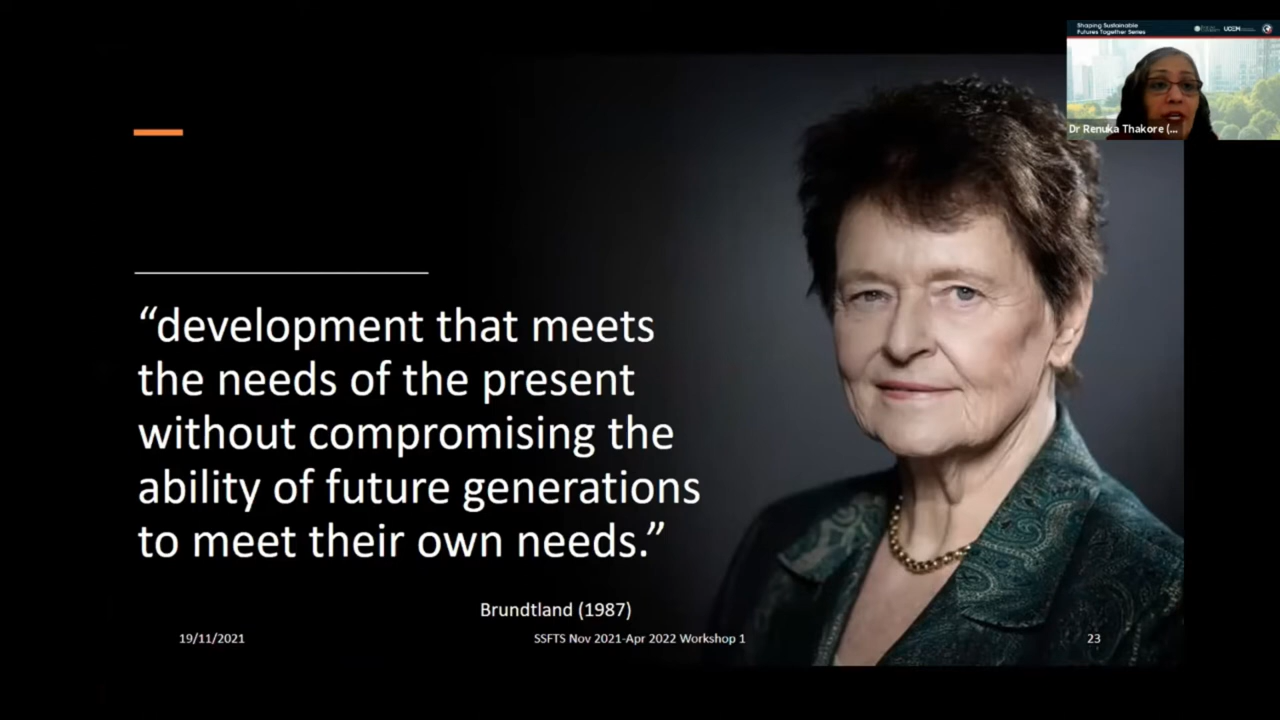 Shaping Sustainable
Futures Together Series
UCEM
Dr Renuka Thakore (...
“development that meets
the needs of the present
without compromising the
ability of future generations
to meet their own needs.”
Brundtland (1987)
19/11/2021
SSFTS Nov 2021-Apr 2022 Workshop 1
23